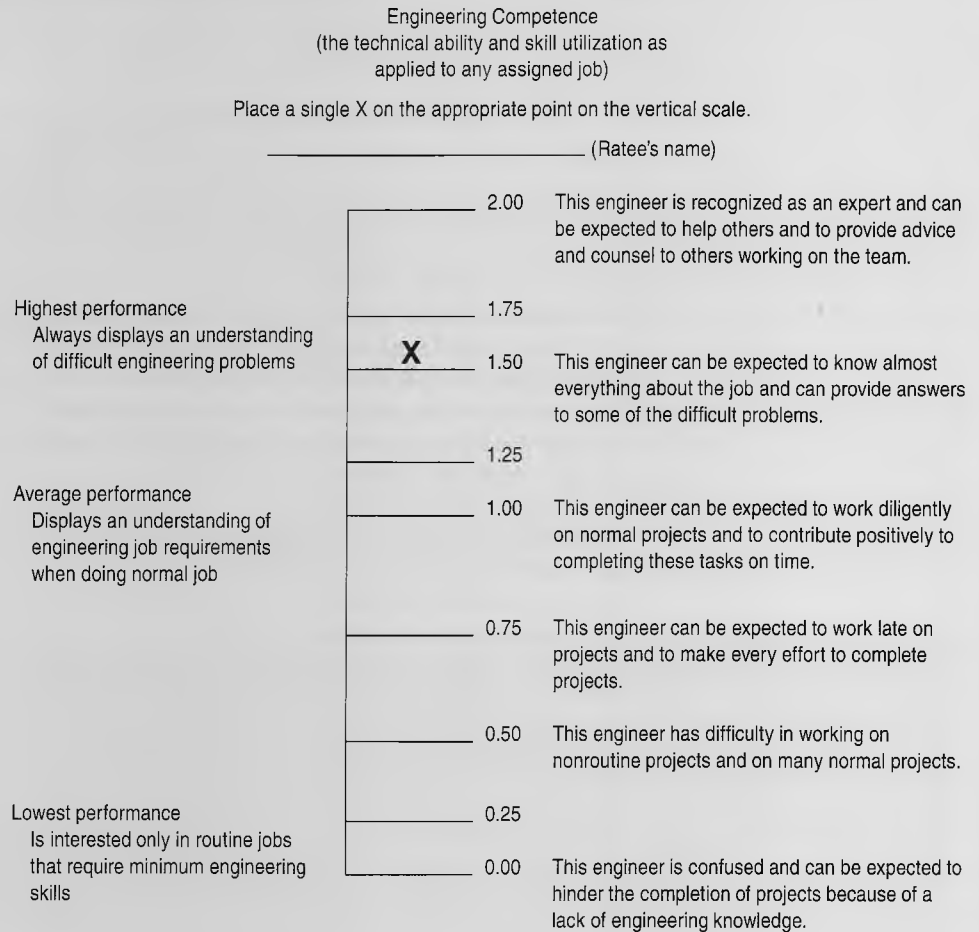 Engineering Competence
(the technical ability and skill utilization as
applied to any assigned job)
Place a single X on the appropriate point on the vertical scale.
(Ratee's name)
2.00 This engineer is recognized as an expert and can
be expected to help others and to provide advice
and counsel to others working on the team.
Highest performance
Always displays an understanding
of difficult engineering problems
1.75
X
1.50 This engineer can be expected to know almost
everything about the job and can provide answers
to some of the difficult problems.
1.25
Average performance
Displays an understanding of
engineering job requirements
when doing normal job
1.00 This engineer can be expected to work diligently
on normal projects and to contribute positively to
completing these tasks on time.
0.75 This engineer can be expected to work late on
projects and to make every effort to complete
projects.
0.50 This engineer has difficulty in working on
nonroutine projects and on many normal projects.
Lowest performance
Is interested only in routine jobs
that require minimum engineering
skills
0.25
0.00 This engineer is confused and can be expected to
hinder the completion of projects because of a
lack of engineering knowledge.